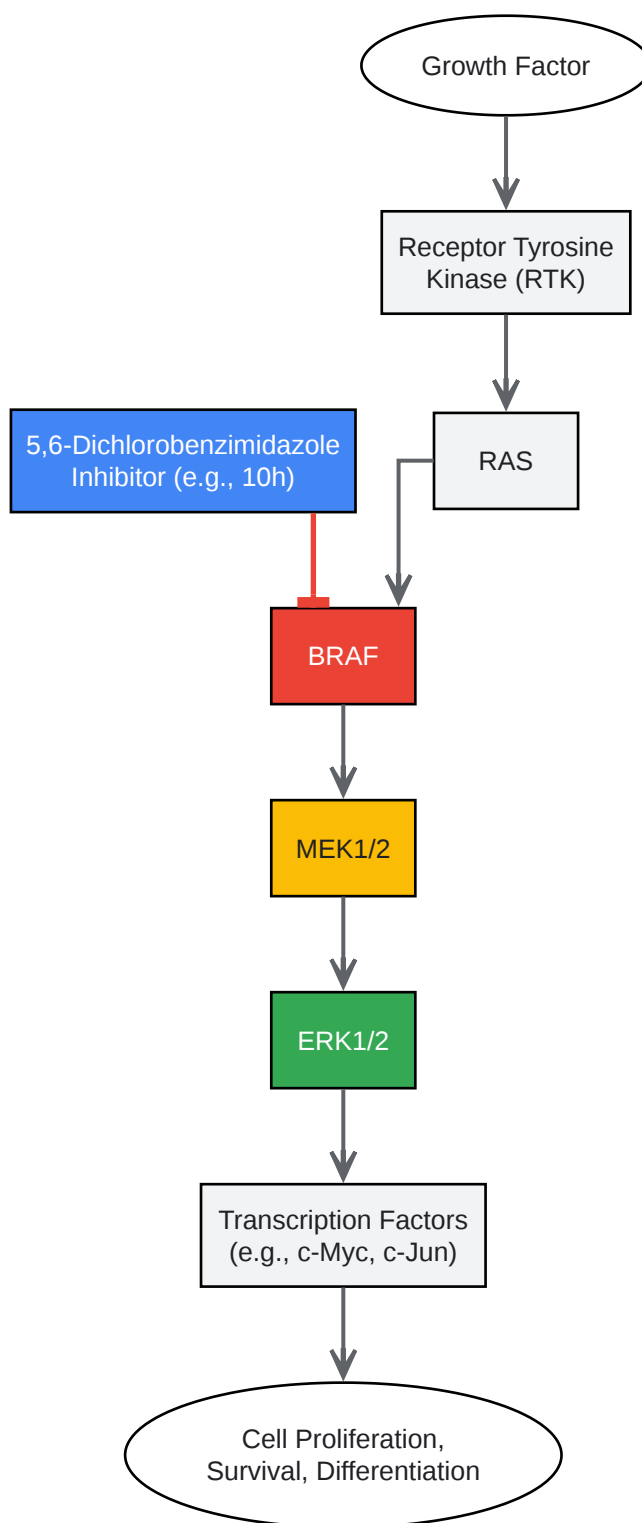 Growth Factor
Receptor Tyrosine
Kinase (RTK)
5,6-Dichlorobenzimidazole
Inhibitor (e.g., 10h)
RAS
BRAF
MEK1/2
ERK1/2
Transcription Factors
(e.g., c-Myc, c-Jun)
Cell Proliferation,
Survival, Differentiation